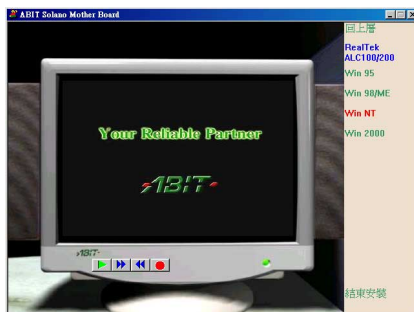 ABIT Solano Mother Board
回上層
RealTek
ALC100/200
Win 95
Win 98/ME
Win NT
Win 2000
Your Reliable Partner
ABIT
ABIT
結束安裝